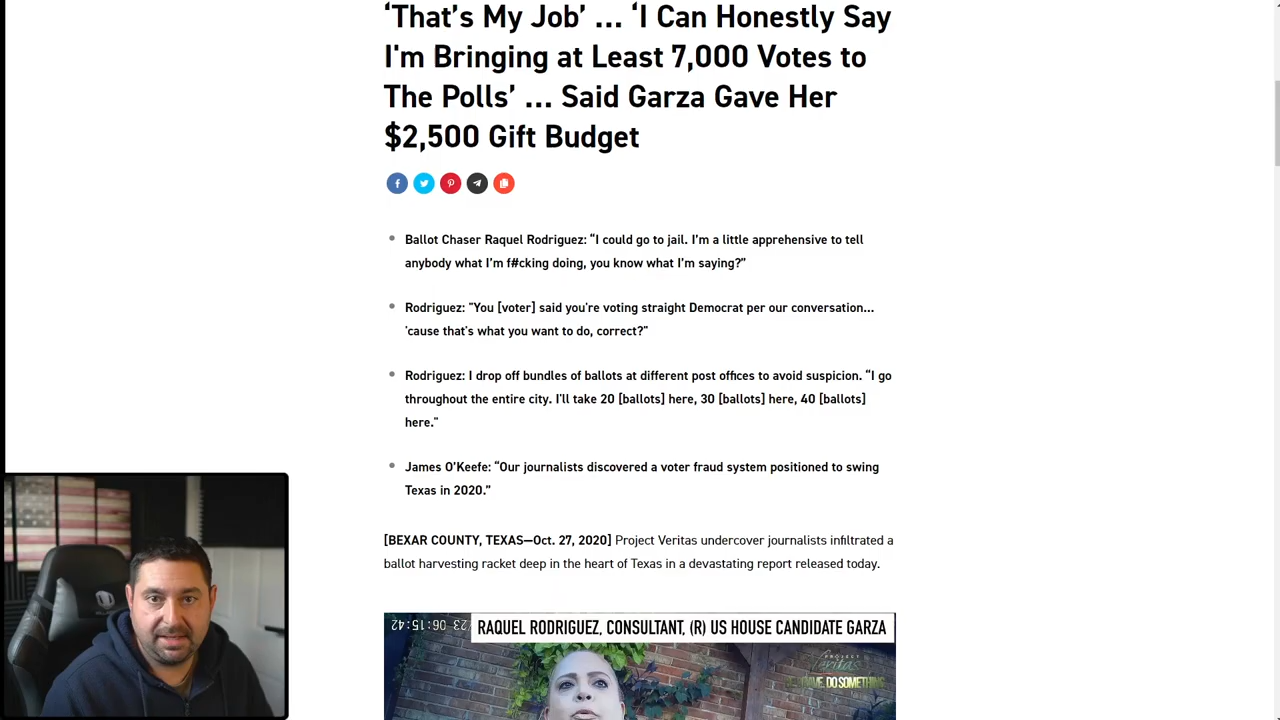 ‘That’s My Job’ … ‘I Can Honestly Say
I'm Bringing at Least 7,000 Votes to
The Polls’ … Said Garza Gave Her
$2,500 Gift Budget
Ballot Chaser Raquel Rodriguez: “I could go to jail. I’m a little apprehensive to tell
anybody what I’m f#cking doing, you know what I’m saying?”
Rodriguez: "You [voter] said you're voting straight Democrat per our conversation…
'cause that's what you want to do, correct?"
Rodriguez: I drop off bundles of ballots at different post offices to avoid suspicion. “I go
throughout the entire city. I'll take 20 [ballots] here, 30 [ballots] here, 40 [ballots]
here."
James O’Keefe: “Our journalists discovered a voter fraud system positioned to swing
Texas in 2020.”
[BEXAR COUNTY, TEXAS—Oct. 27, 2020] Project Veritas undercover journalists infiltrated a
ballot harvesting racket deep in the heart of Texas in a devastating report released today.
RAQUEL RODRIGUEZ, CONSULTANT, (R) US HOUSE CANDIDATE GARZA
PROJECT
Veritas
DO SOMETHING